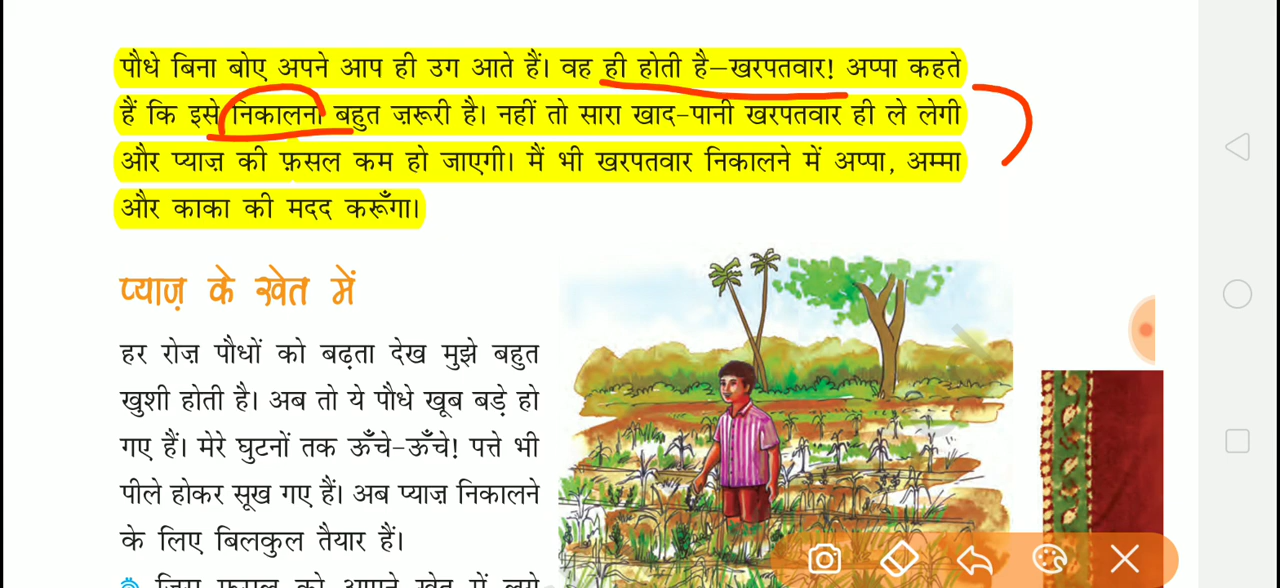 पौधे बिना बोए अपने आप ही उग आते हैं। वह ही होती है–खरपतवार! अप्पा कहते
हैं कि इसे निकालना बहुत ज़रूरी है। नहीं तो सारा खाद-पानी खरपतवार ही ले लेगी
और प्याज़ की फ़सल कम हो जाएगी। मैं भी खरपतवार निकालने में अप्पा, अम्मा
और काका की मदद करूँगा।
प्याज़ के खेत में
हर रोज़ पौधों को बढ़ता देख मुझे बहुत
खुशी होती है। अब तो ये पौधे खूब बड़े हो
गए हैं। मेरे घुटनों तक ऊँचे-ऊँचे! पत्ते भी
पीले होकर सूख गए हैं। अब प्याज़ निकालने
के लिए बिलकुल तैयार हैं।